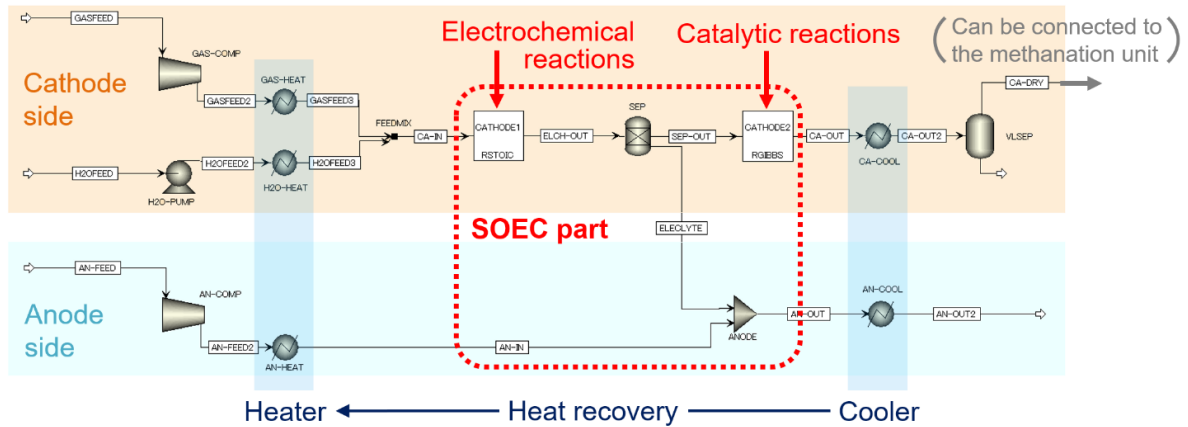 Electrochemical
reactions
Catalytic reactions
( Can be connected to
the methanation unit )
Cathode
side
GASFEED
GAS-COMP
GASFEED2
GAS-HEAT
GASFEED3
H2OFEED
H2O-PUMP
H2OFEED2
H2O-HEAT
H2OFEED3
FEEDMIX
CA-IN
CATHODE1
RSTOIC
ELCH-OUT
SEP
SEP-OUT
CATHODE2
RGIBBS
CA-OUT
CA-COOL
CA-OUT2
CA-DRY
VLSEP
SOEC part
ELECLYTE
Anode
side
AN-FEED
AN-COMP
AN-FEED2
AN-HEAT
AN-IN
ANODE
AN-OUT
AN-COOL
AN-OUT2
Heater
Heat recovery
Cooler